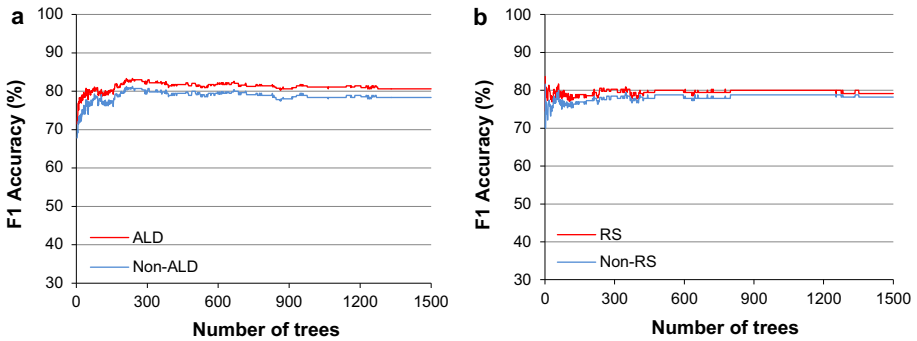 a
F1 Accuracy (%)
100
90
80
70
60
50
40
30
ALD
Non-ALD
0 300 600 900 1200 1500
Number of trees
b
F1 Accuracy (%)
100
90
80
70
60
50
40
30
RS
Non-RS
0 300 600 900 1200 1500
Number of trees